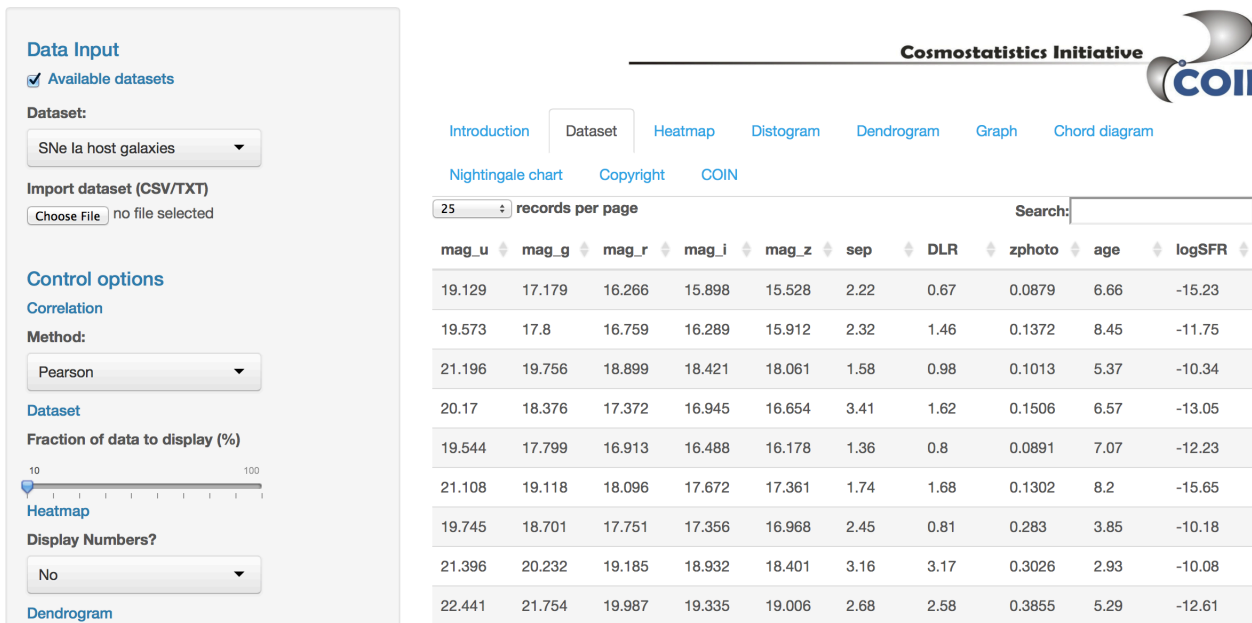 Data Input
Available datasets
Dataset:
SNe Ia host galaxies
Import dataset (CSV/TXT)
Choose File no file selected
Control options
Correlation
Method:
Pearson
Dataset
Fraction of data to display (%)
10 100
Heatmap
Display Numbers?
No
Dendrogram
Cosmostatistics Initiative
COI
Introduction Dataset Heatmap Distogram Dendrogram Graph Chord diagram
Nightingale chart Copyright COIN
25 records per page Search:
mag_u mag_g mag_r mag_i mag_z sep DLR zphoto age logSFR
19.129 17.179 16.266 15.898 15.528 2.22 0.67 0.0879 6.66 -15.23
19.573 17.8 16.759 16.289 15.912 2.32 1.46 0.1372 8.45 -11.75
21.196 19.756 18.899 18.421 18.061 1.58 0.98 0.1013 5.37 -10.34
20.17 18.376 17.372 16.945 16.654 3.41 1.62 0.1506 6.57 -13.05
19.544 17.799 16.913 16.488 16.178 1.36 0.8 0.0891 7.07 -12.23
21.108 19.118 18.096 17.672 17.361 1.74 1.68 0.1302 8.2 -15.65
19.745 18.701 17.751 17.356 16.968 2.45 0.81 0.283 3.85 -10.18
21.396 20.232 19.185 18.932 18.401 3.16 3.17 0.3026 2.93 -10.08
22.441 21.754 19.987 19.335 19.006 2.68 2.58 0.3855 5.29 -12.61